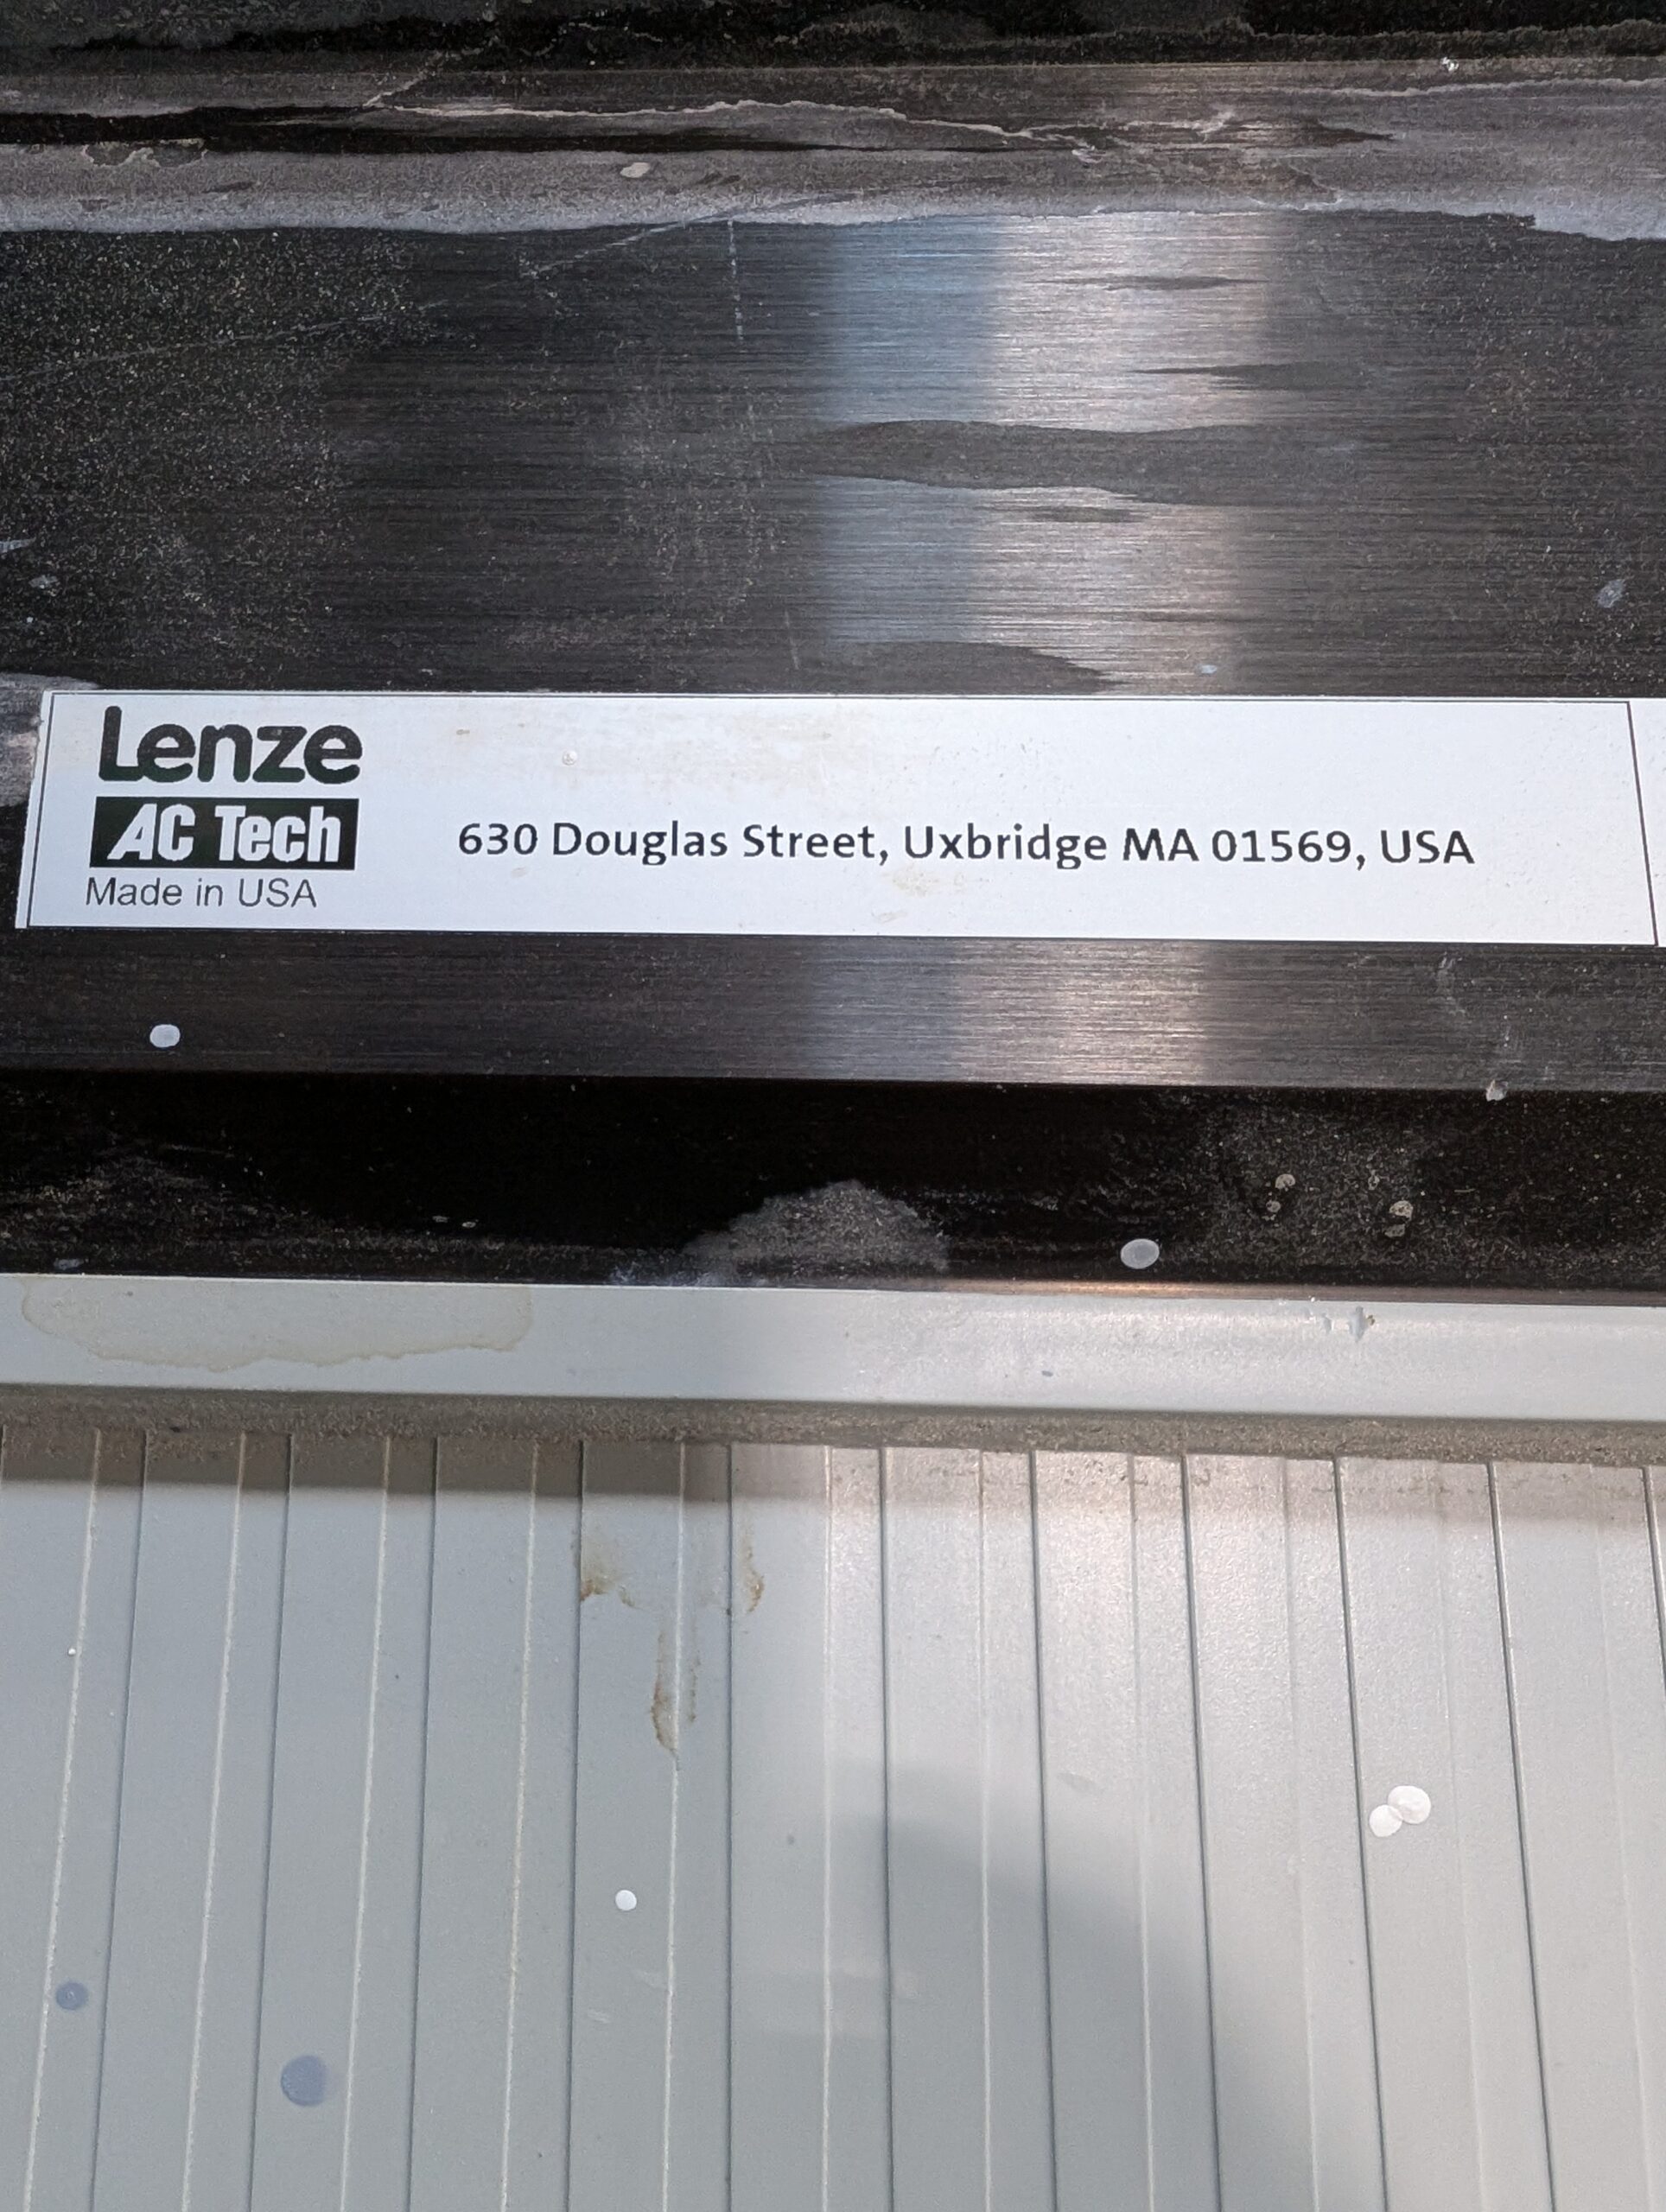 Lenze
AC Tech
Made in USA
630 Douglas Street, Uxbridge MA 01569, USA